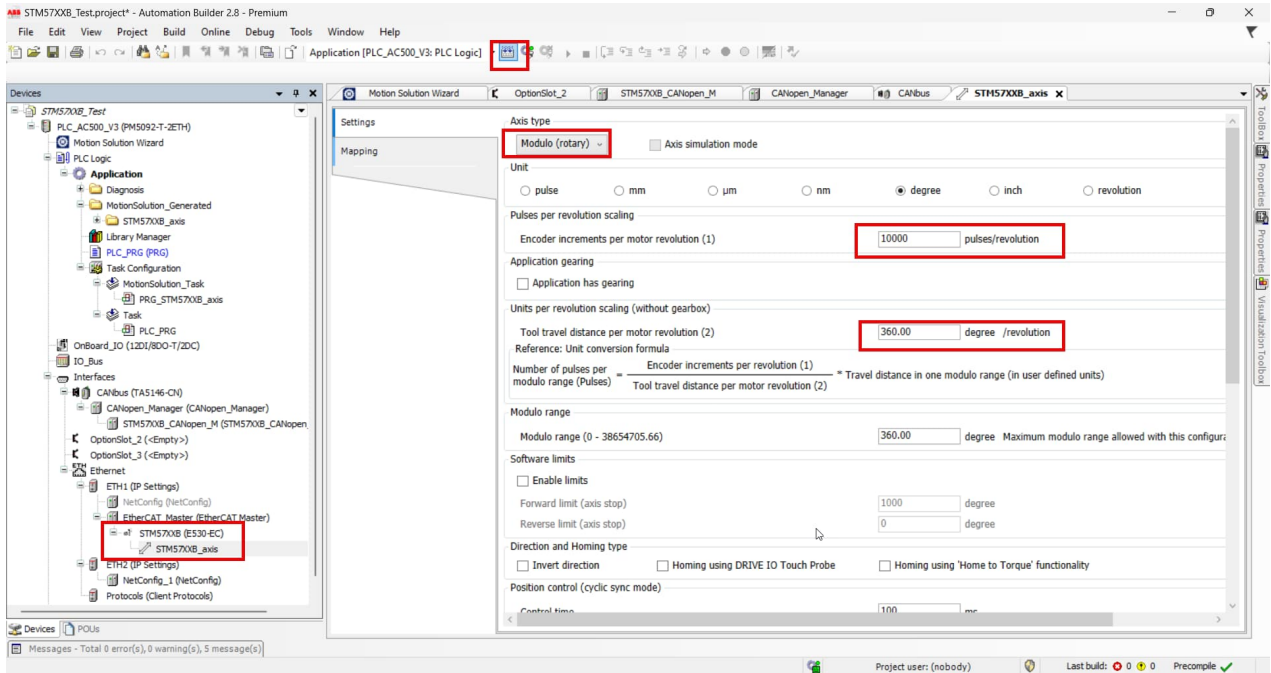 ABB STM57XXB_Test.project* - Automation Builder 2.8 - Premium
File Edit View Project Build Online Debug Tools Window Help
Application [PLC_AC500_V3: PLC Logic]
Devices
STM57XXB_Test
PLC_AC500_V3 (PM5092-T-2ETH)
Motion Solution Wizard
PLC Logic
Application
Diagnosis
MotionSolution_Generated
STM57XXB_axis
Library Manager
PLC_PRG (PRG)
Task Configuration
MotionSolution_Task
PRG_STM57XXB_axis
Task
PLC_PRG
OnBoard_IO (12DI/8DO-T/2DC)
IO_Bus
Interfaces
CANbus (TA5146-CN)
CANopen_Manager (CANopen_Manager)
STM57XXB_CANopen_M (STM57XXB_CANopen
OptionSlot_2 (<Empty>)
OptionSlot_3 (<Empty>)
ETH Ethernet
ETH1 (IP Settings)
NetConfig (NetConfig)
EtherCAT_Master (EtherCAT Master)
STM57XXB (E530-EC)
STM57XXB_axis
ETH2 (IP Settings)
NetConfig_1 (NetConfig)
Protocols (Client Protocols)
Devices POUs
Motion Solution Wizard OptionSlot_2 STM57XXB_CANopen_M CANopen_Manager CANbus STM57XXB_axis
Settings
Mapping
Axis type
Modulo (rotary) Axis simulation mode
Unit
pulse mm µm nm degree inch revolution
Pulses per revolution scaling
Encoder increments per motor revolution (1) 10000 pulses/revolution
Application gearing
Application has gearing
Units per revolution scaling (without gearbox)
Tool travel distance per motor revolution (2) 360.00 degree /revolution
Reference: Unit conversion formula
Number of pulses per modulo range (Pulses) = Encoder increments per revolution (1)
Tool travel distance per motor revolution (2) * Travel distance in one modulo range (in user defined units)
Modulo range
Modulo range (0 - 38654705.66) 360.00 degree Maximum modulo range allowed with this configura
Software limits
Enable limits
Forward limit (axis stop) 1000 degree
Reverse limit (axis stop) 0 degree
Direction and Homing type
Invert direction Homing using DRIVE IO Touch Probe Homing using 'Home to Torque' functionality
Position control (cyclic sync mode)
Control time 100 ms
ToolBox
Properties
Properties
Visualization Toolbox
Messages - Total 0 error(s), 0 warning(s), 5 message(s)
Project user: (nobody) Last build: 0 0 Precompile